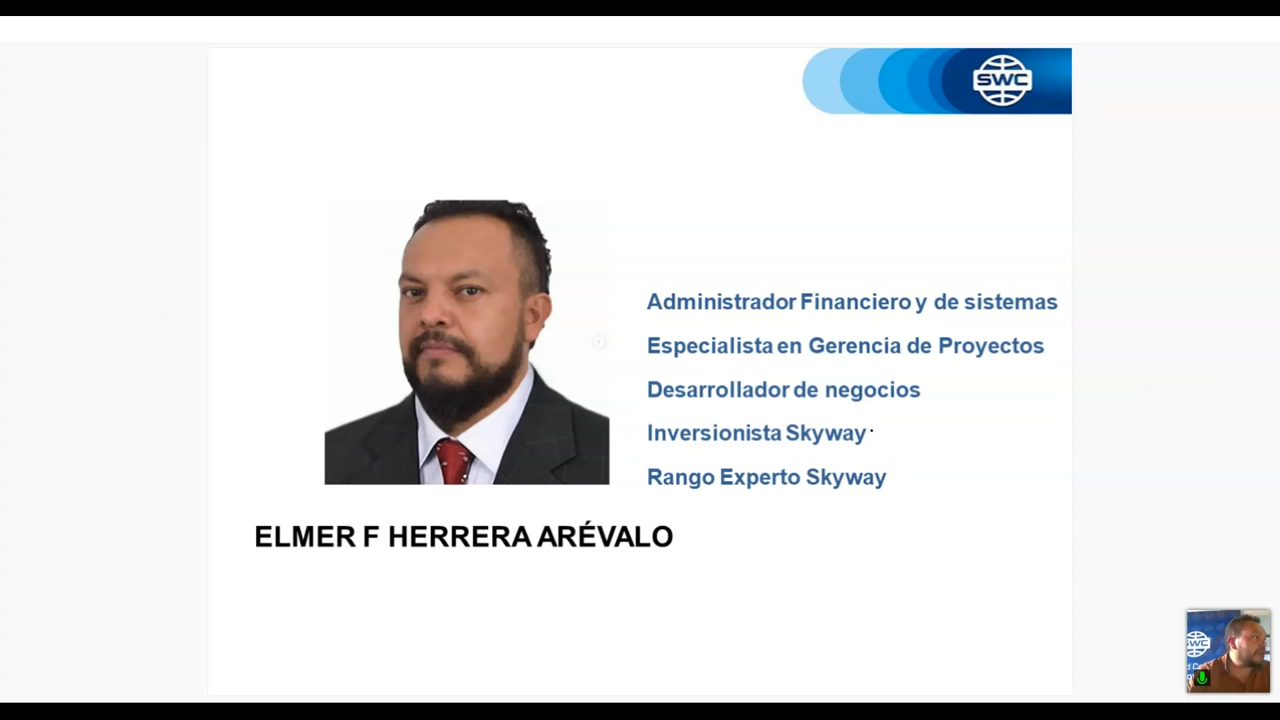 SWC
Administrador Financiero y de sistemas
Especialista en Gerencia de Proyectos
Desarrollador de negocios
Inversionista Skyway
Rango Experto Skyway
ELMER F HERRERA ARÉVALO
SWC